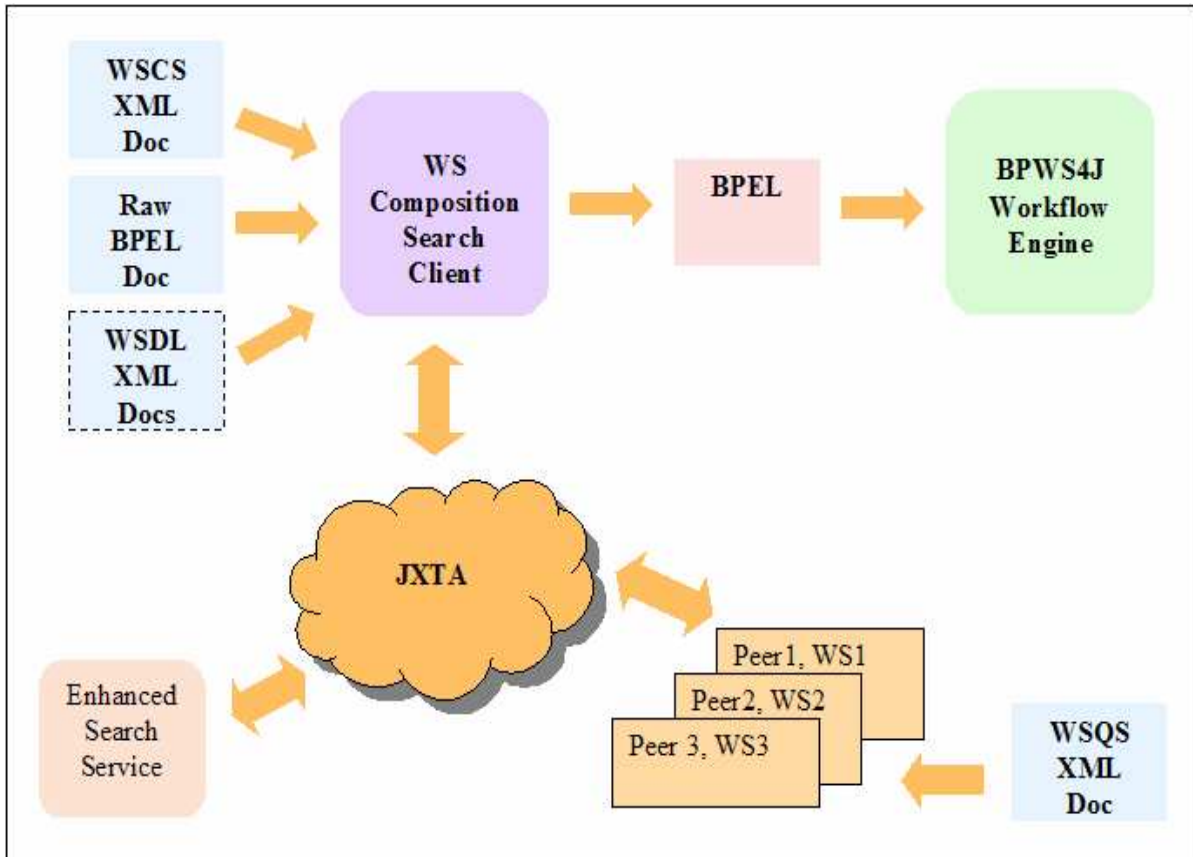 WSCS
XML
Doc
Raw
BPEL
Doc
WSDL
XML
Docs
WS
Composition
Search
Client
BPEL
BPWS4J
Workflow
Engine
JXTA
Enhanced
Search
Service
Peer1, WS1
Peer2, WS2
Peer 3, WS3
WSQS
XML
Doc